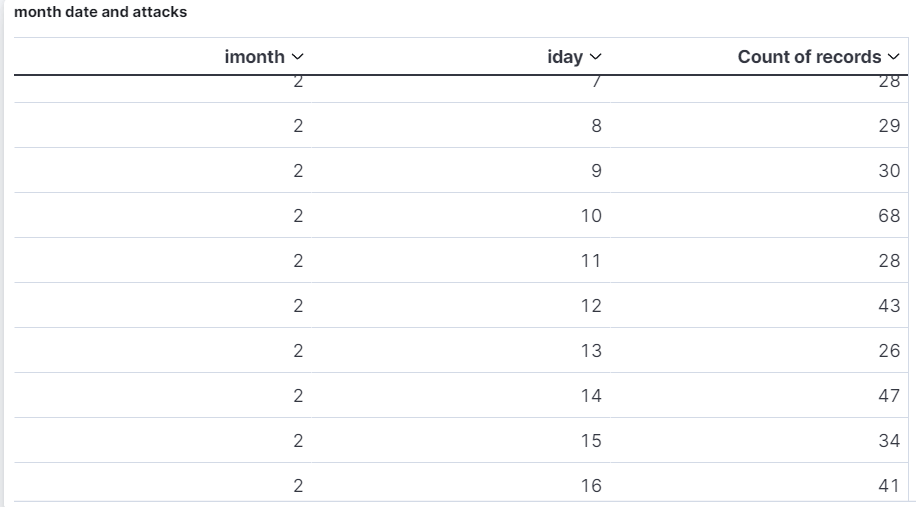 month date and attacks
imonth iday Count of records
2 7 28
2 8 29
2 9 30
2 10 68
2 11 28
2 12 43
2 13 26
2 14 47
2 15 34
2 16 41